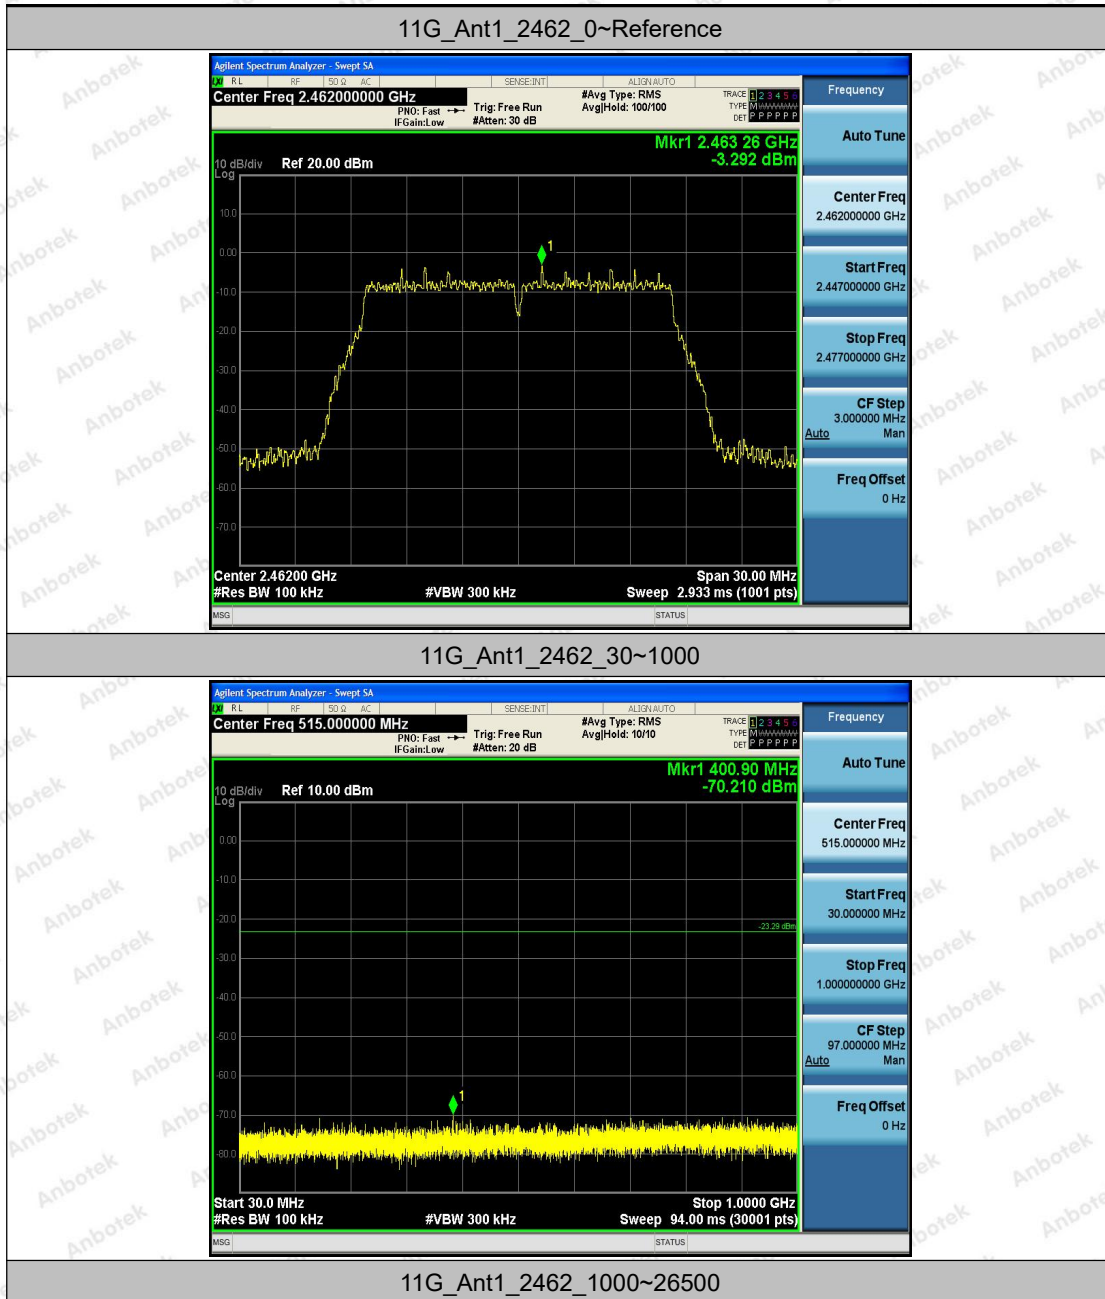 11G_Ant1_2462_0~Reference
Agilent Spectrum Analyzer - Swept SA
RL RF 50 Ω AC SENSE:INT ALIGN AUTO
Center Freq 2.462000000 GHz
PNO: Fast
IFGain:Low
Trig: Free Run
#Atten: 30 dB
#Avg Type: RMS
Avg|Hold: 100/100
TRACE 1 2 3 4 5 6
TYPE M
DET P P P P P P
Frequency
Mkr1 2.463 26 GHz
-3.292 dBm
10 dB/div Ref 20.00 dBm
Log
1
10.0
0.00
-10.0
-20.0
-30.0
-40.0
-50.0
-60.0
-70.0
Center 2.46200 GHz
Span 30.00 MHz
#Res BW 100 kHz #VBW 300 kHz Sweep 2.933 ms (1001 pts)
MSG STATUS
Auto Tune
Center Freq
2.462000000 GHz
Start Freq
2.447000000 GHz
Stop Freq
2.477000000 GHz
CF Step
3.000000 MHz
Auto Man
Freq Offset
0 Hz
11G_Ant1_2462_30~1000
Agilent Spectrum Analyzer - Swept SA
RL RF 50 Ω AC SENSE:INT ALIGN AUTO
Center Freq 515.000000 MHz
PNO: Fast
IFGain:Low
Trig: Free Run
#Atten: 20 dB
#Avg Type: RMS
Avg|Hold: 10/10
TRACE 1 2 3 4 5 6
TYPE M
DET P P P P P P
Frequency
Mkr1 400.90 MHz
-70.210 dBm
10 dB/div Ref 10.00 dBm
Log
0.00
-10.0
-20.0
-23.29 dBm
-30.0
-40.0
-50.0
-60.0
1
-70.0
-80.0
Start 30.0 MHz
Stop 1.0000 GHz
#Res BW 100 kHz #VBW 300 kHz Sweep 94.00 ms (30001 pts)
MSG STATUS
Auto Tune
Center Freq
515.000000 MHz
Start Freq
30.000000 MHz
Stop Freq
1.000000000 GHz
CF Step
97.000000 MHz
Auto Man
Freq Offset
0 Hz
11G_Ant1_2462_1000~26500
Anbotek